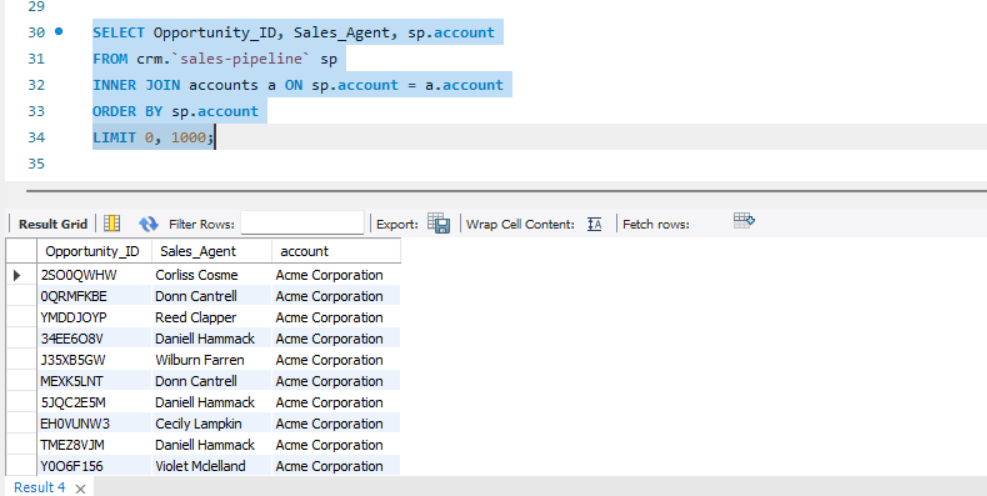 29
30 SELECT Opportunity_ID, Sales_Agent, sp.account
31 FROM crm.`sales-pipeline` sp
32 INNER JOIN accounts a ON sp.account = a.account
33 ORDER BY sp.account
34 LIMIT 0, 1000;
35
Result Grid Filter Rows: Export: Wrap Cell Content: Fetch rows:
Opportunity_ID Sales_Agent account
2SO0QWHW Corliss Cosme Acme Corporation
0QRMFKBE Donn Cantrell Acme Corporation
YMDDJOYP Reed Clapper Acme Corporation
34EE6O8V Daniell Hammack Acme Corporation
J35XB5GW Wilburn Farren Acme Corporation
MEXK5LNT Donn Cantrell Acme Corporation
5JQC2E5M Daniell Hammack Acme Corporation
EH0VUNW3 Cecily Lampkin Acme Corporation
TMEZ8VJM Daniell Hammack Acme Corporation
Y0O6F156 Violet Mclelland Acme Corporation
Result 4